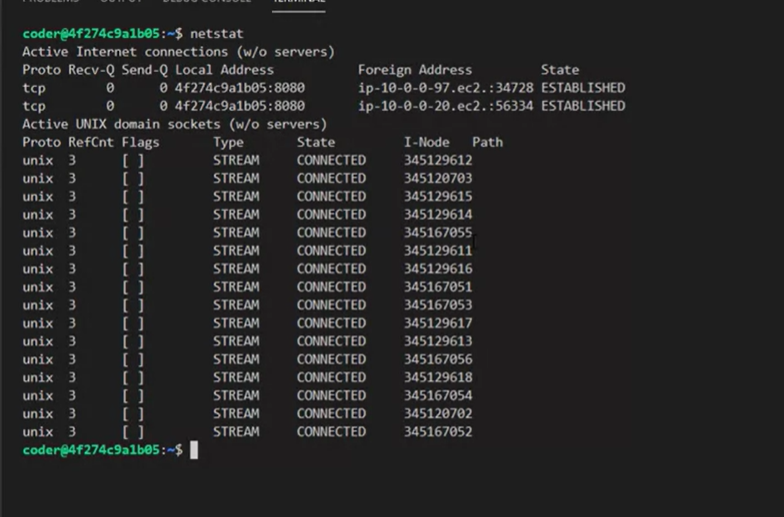 PROBLEMS OUTPUT DEBUG CONSOLE TERMINAL
coder@4f274c9a1b05:~$ netstat
Active Internet connections (w/o servers)
Proto Recv-Q Send-Q Local Address Foreign Address State
tcp 0 0 4f274c9a1b05:8080 ip-10-0-0-97.ec2.:34728 ESTABLISHED
tcp 0 0 4f274c9a1b05:8080 ip-10-0-0-20.ec2.:56334 ESTABLISHED
Active UNIX domain sockets (w/o servers)
Proto RefCnt Flags Type State I-Node Path
unix 3 [ ] STREAM CONNECTED 345129612
unix 3 [ ] STREAM CONNECTED 345120703
unix 3 [ ] STREAM CONNECTED 345129615
unix 3 [ ] STREAM CONNECTED 345129614
unix 3 [ ] STREAM CONNECTED 345167055
unix 3 [ ] STREAM CONNECTED 345129611
unix 3 [ ] STREAM CONNECTED 345129616
unix 3 [ ] STREAM CONNECTED 345167051
unix 3 [ ] STREAM CONNECTED 345167053
unix 3 [ ] STREAM CONNECTED 345129617
unix 3 [ ] STREAM CONNECTED 345129613
unix 3 [ ] STREAM CONNECTED 345167056
unix 3 [ ] STREAM CONNECTED 345129618
unix 3 [ ] STREAM CONNECTED 345167054
unix 3 [ ] STREAM CONNECTED 345120702
unix 3 [ ] STREAM CONNECTED 345167052
coder@4f274c9a1b05:~$